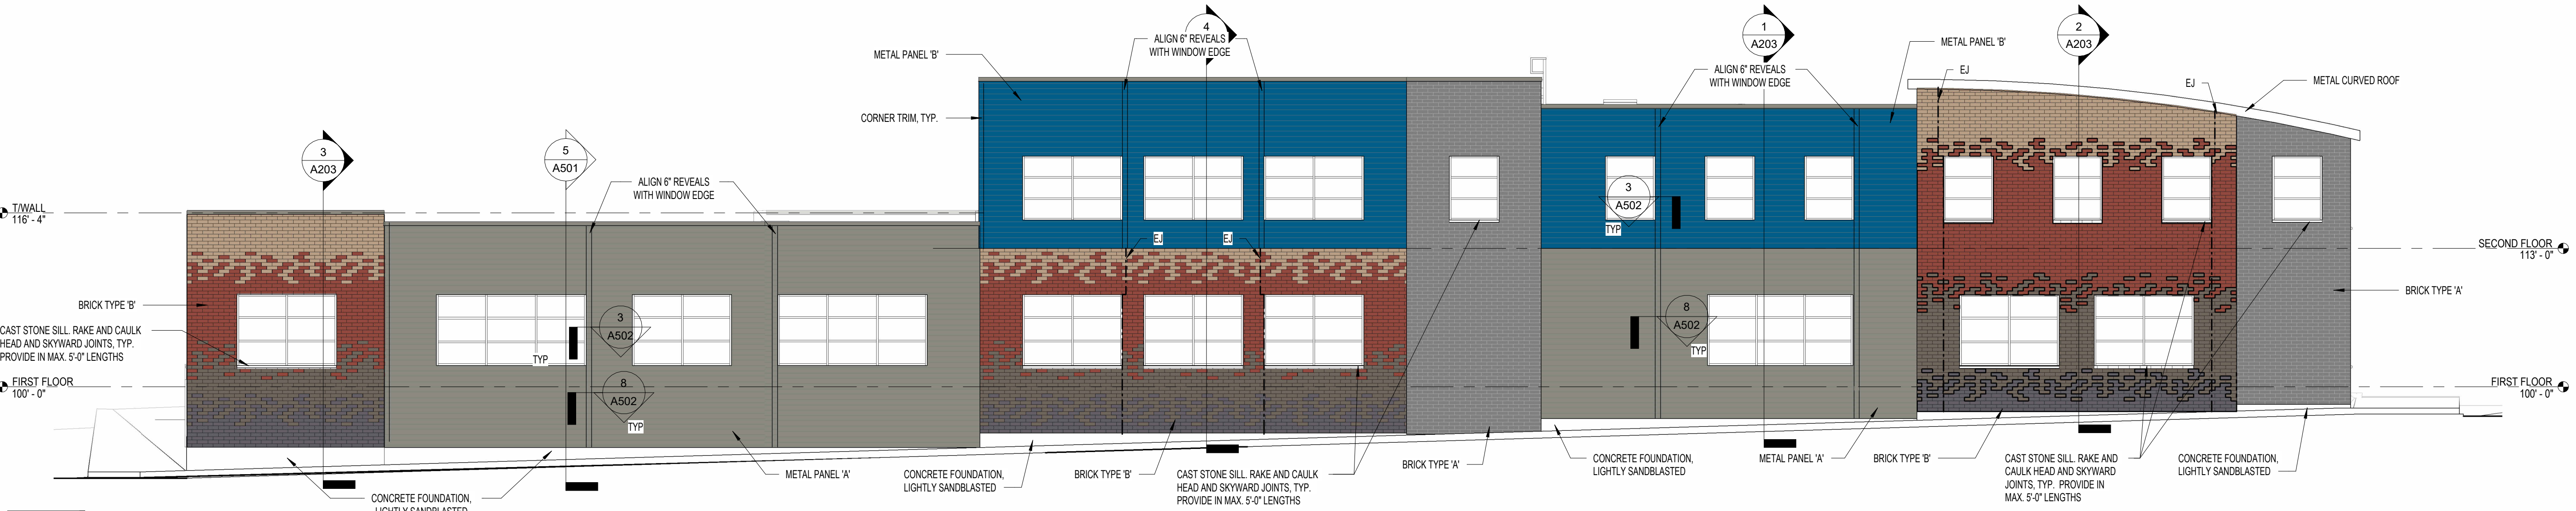 4
ALIGN 6" REVEALS
WITH WINDOW EDGE
1
A203
2
A203
METAL PANEL 'B'
METAL PANEL 'B'
ALIGN 6" REVEALS
WITH WINDOW EDGE
EJ
EJ
METAL CURVED ROOF
CORNER TRIM, TYP.
3
A203
5
A501
ALIGN 6" REVEALS
WITH WINDOW EDGE
3
A502
TYP
T/WALL
116' - 4"
EJ
EJ
SECOND FLOOR
113' - 0"
BRICK TYPE 'B'
BRICK TYPE 'A'
CAST STONE SILL. RAKE AND CAULK
HEAD AND SKYWARD JOINTS, TYP.
PROVIDE IN MAX. 5'-0" LENGTHS
3
A502
TYP
8
A502
TYP
FIRST FLOOR
100' - 0"
8
A502
TYP
FIRST FLOOR
100' - 0"
CONCRETE FOUNDATION,
LIGHTLY SANDBLASTED
METAL PANEL 'A'
CONCRETE FOUNDATION,
LIGHTLY SANDBLASTED
BRICK TYPE 'B'
CAST STONE SILL. RAKE AND CAULK
HEAD AND SKYWARD JOINTS, TYP.
PROVIDE IN MAX. 5'-0" LENGTHS
BRICK TYPE 'A'
CONCRETE FOUNDATION,
LIGHTLY SANDBLASTED
METAL PANEL 'A'
BRICK TYPE 'B'
CAST STONE SILL. RAKE AND
CAULK HEAD AND SKYWARD
JOINTS, TYP. PROVIDE IN
MAX. 5'-0" LENGTHS
CONCRETE FOUNDATION,
LIGHTLY SANDBLASTED